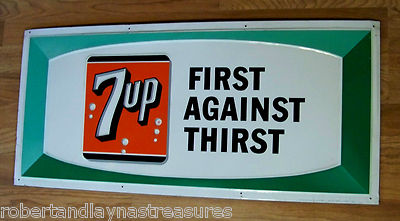 7up
FIRST
AGAINST
THIRST
robertandlaynastreasures